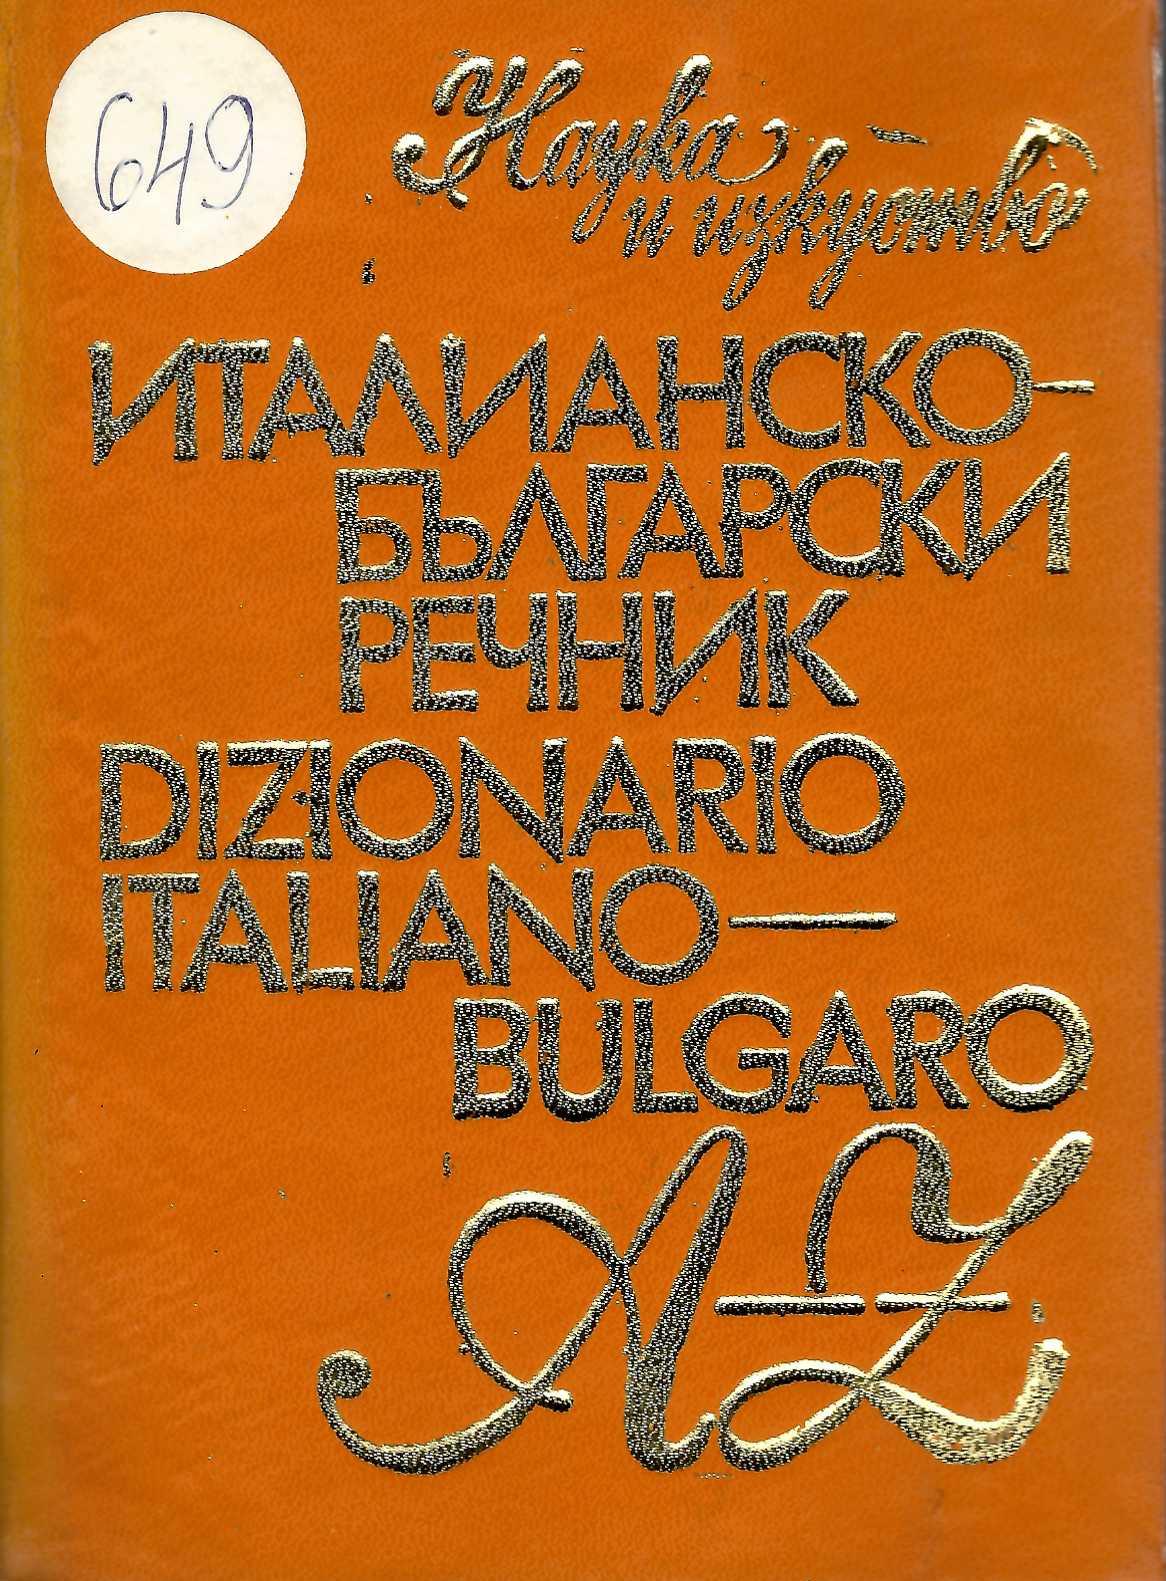 649
Наука
и изкуство
ИТАЛИАНСКО-
БЪЛГАРСКИ
РЕЧНИК
DIZIONARIO
ITALIANO-
BULGARO
A-Z